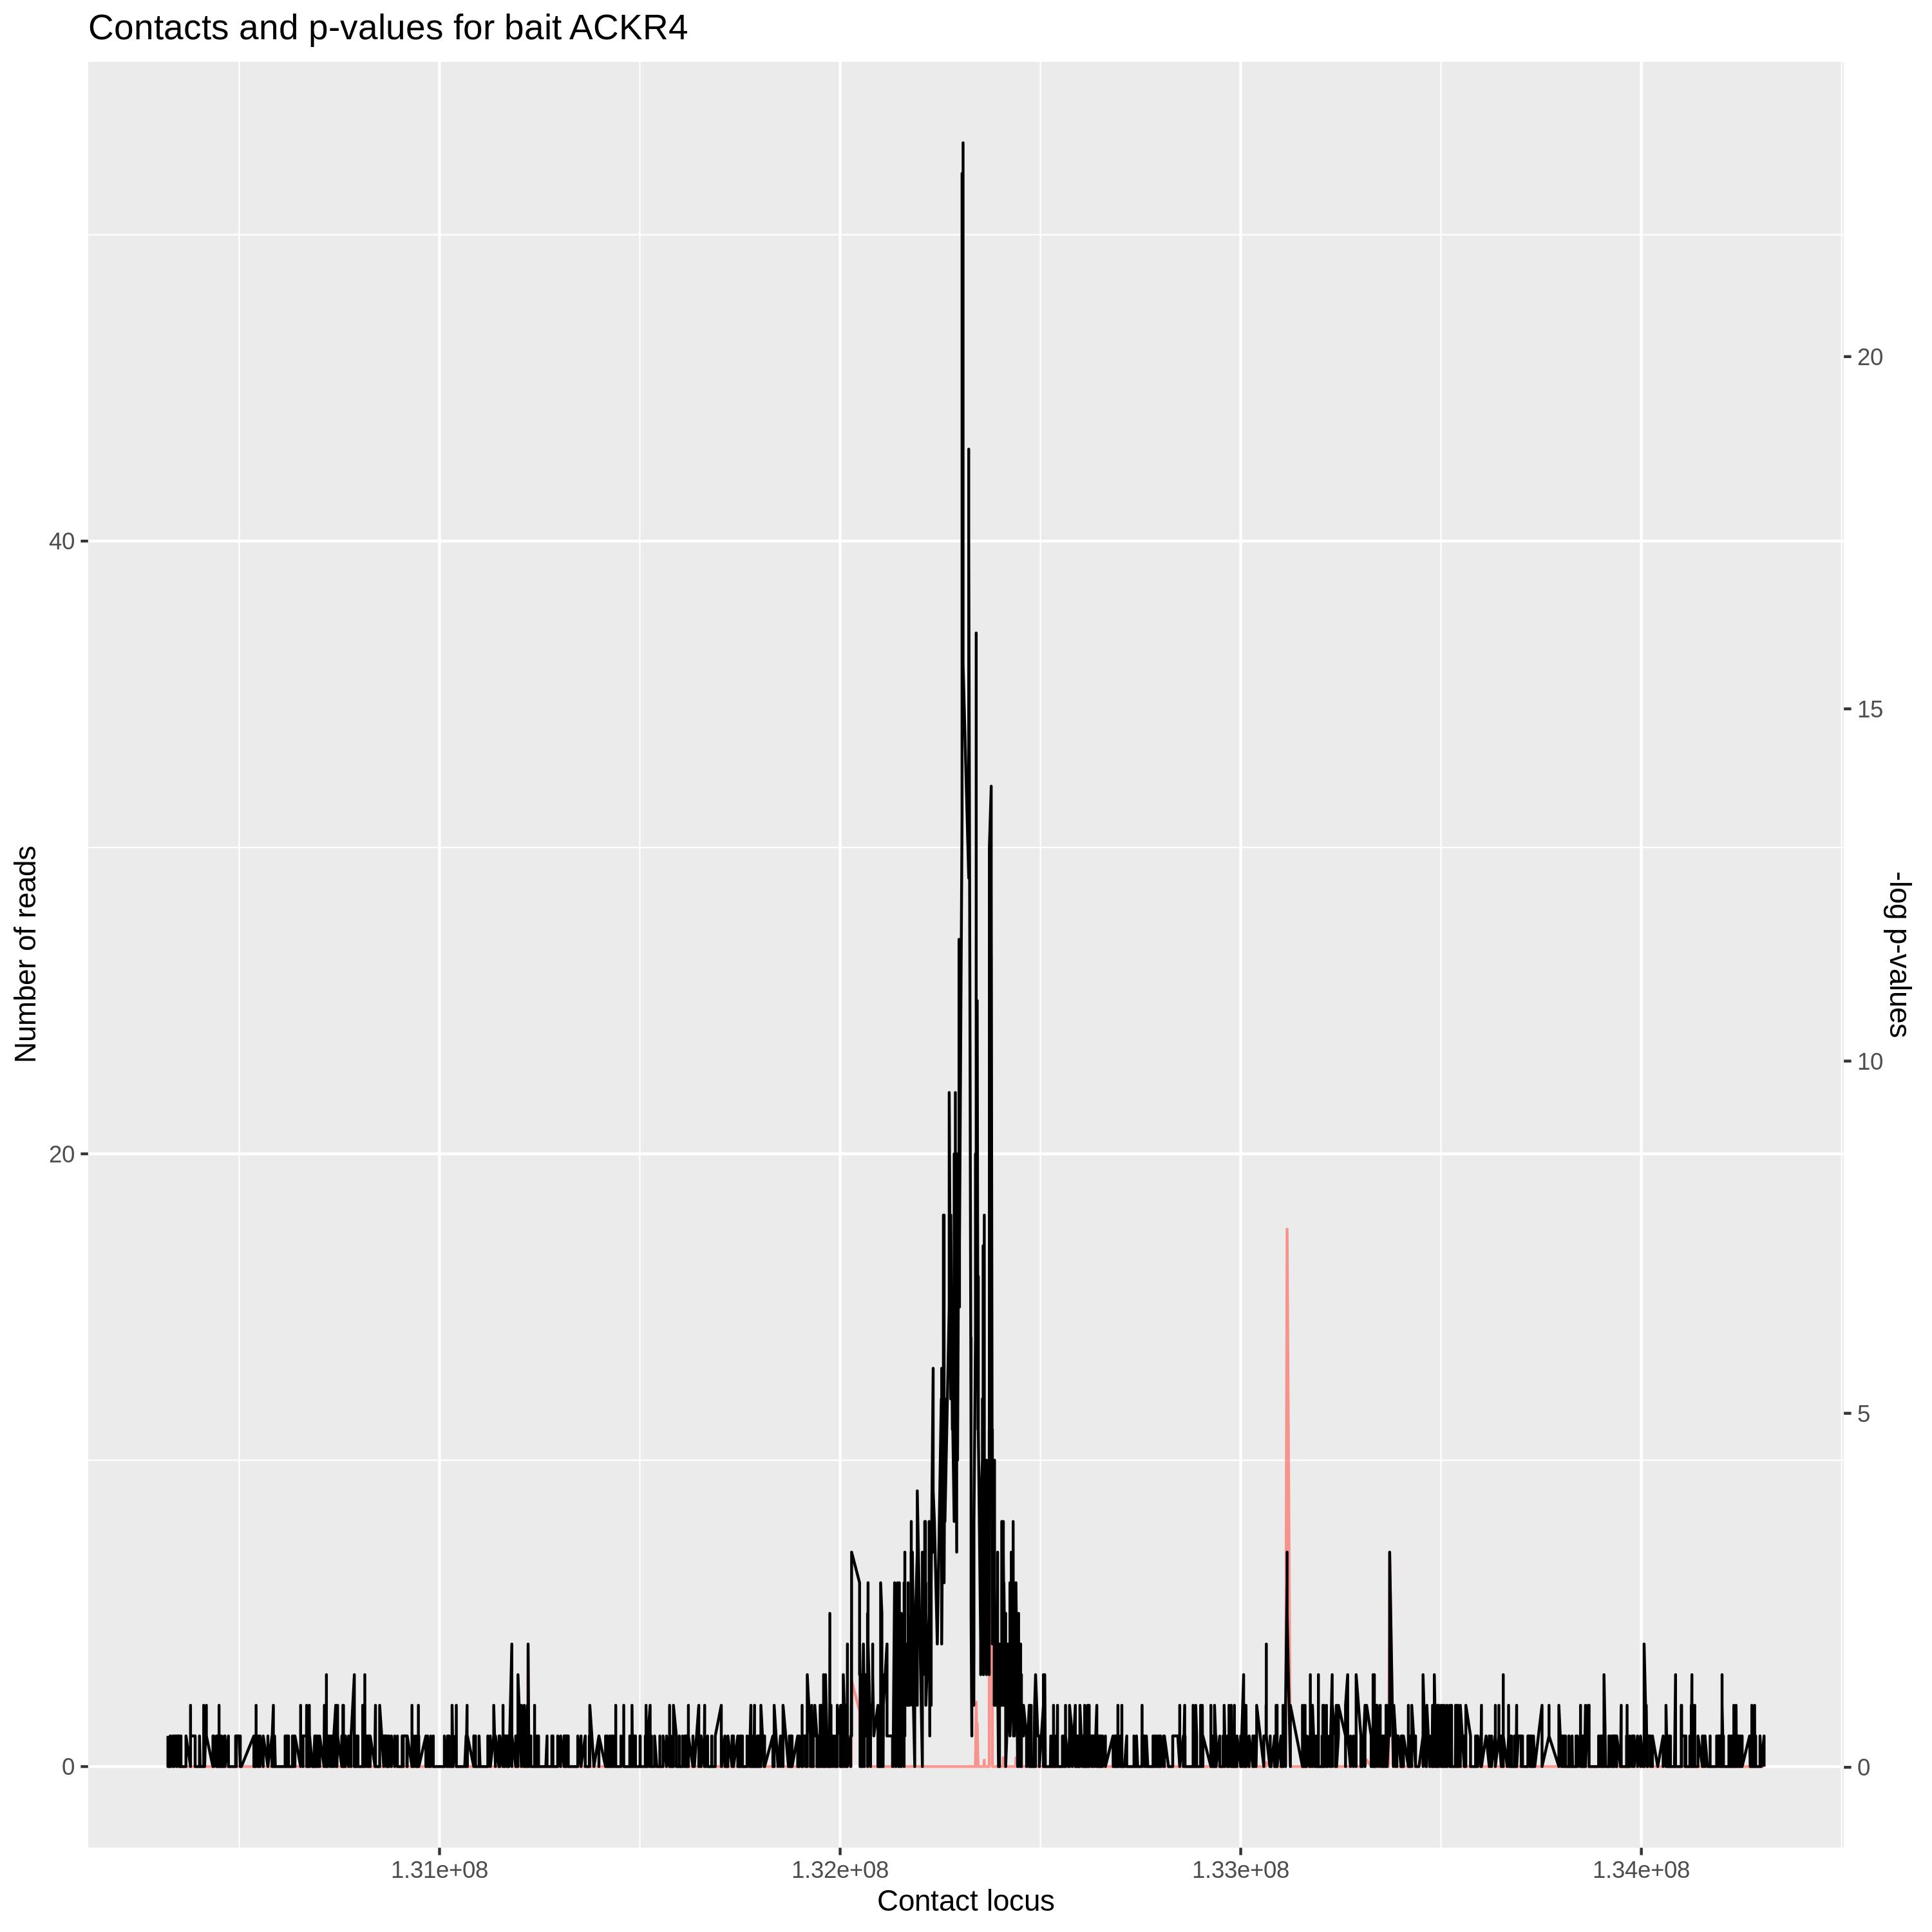 Contacts and p-values for bait ACKR4
Number of reads
40
20
0
20
15
10
5
0
-log p-values
1.31e+08
1.32e+08
1.33e+08
1.34e+08
Contact locus